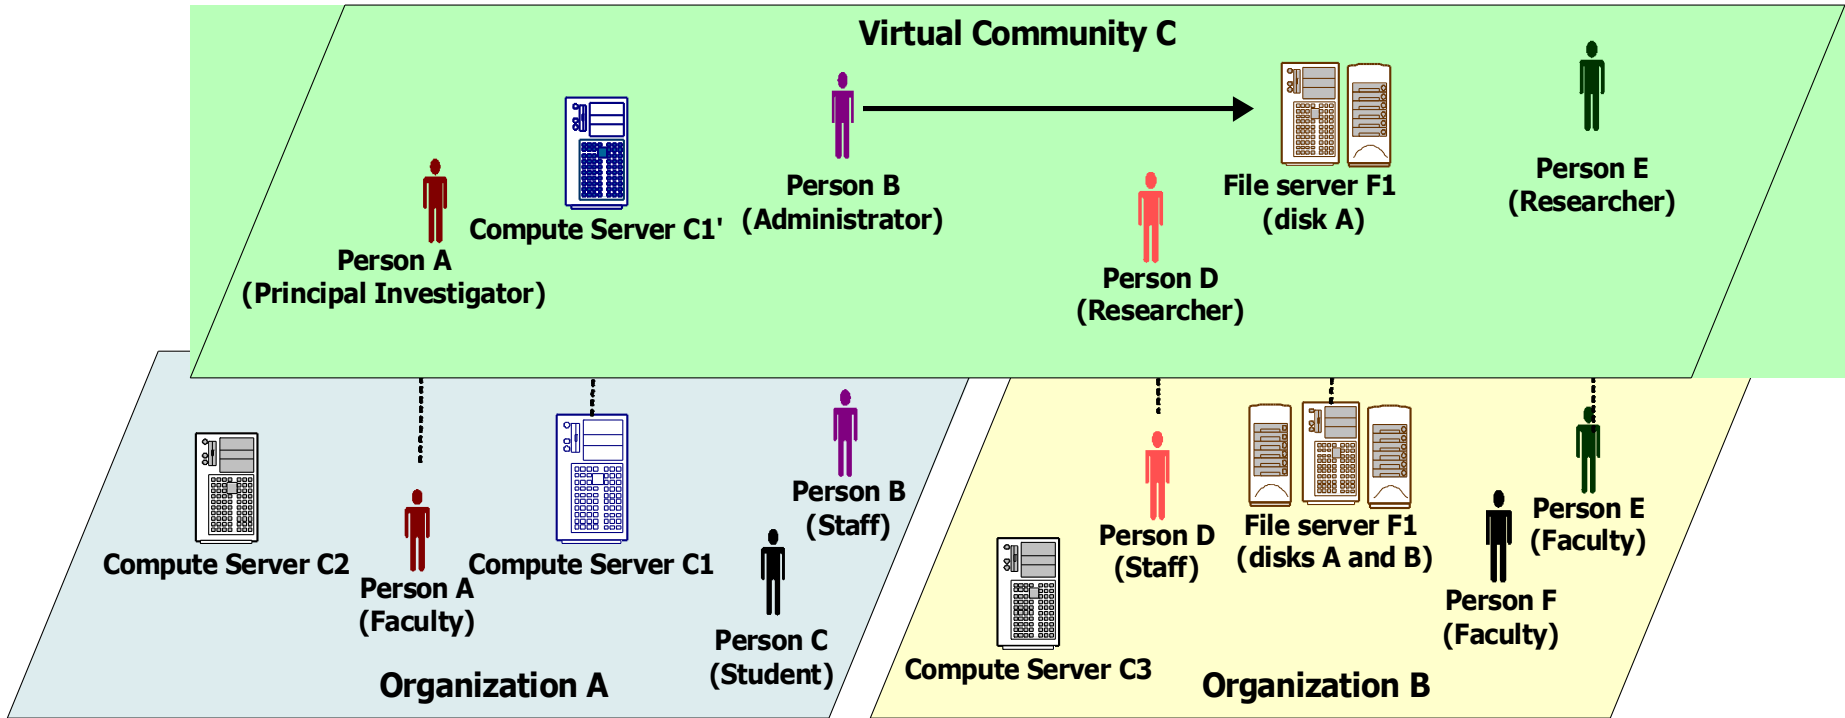 Virtual Community C
Person A
(Principal Investigator)
Compute Server C1'
Person B
(Administrator)
Person D
(Researcher)
File server F1
(disk A)
Person E
(Researcher)
Compute Server C2
Person A
(Faculty)
Compute Server C1
Person B
(Staff)
Person C
(Student)
Organization A
Compute Server C3
Person D
(Staff)
File server F1
(disks A and B)
Person F
(Faculty)
Person E
(Faculty)
Organization B